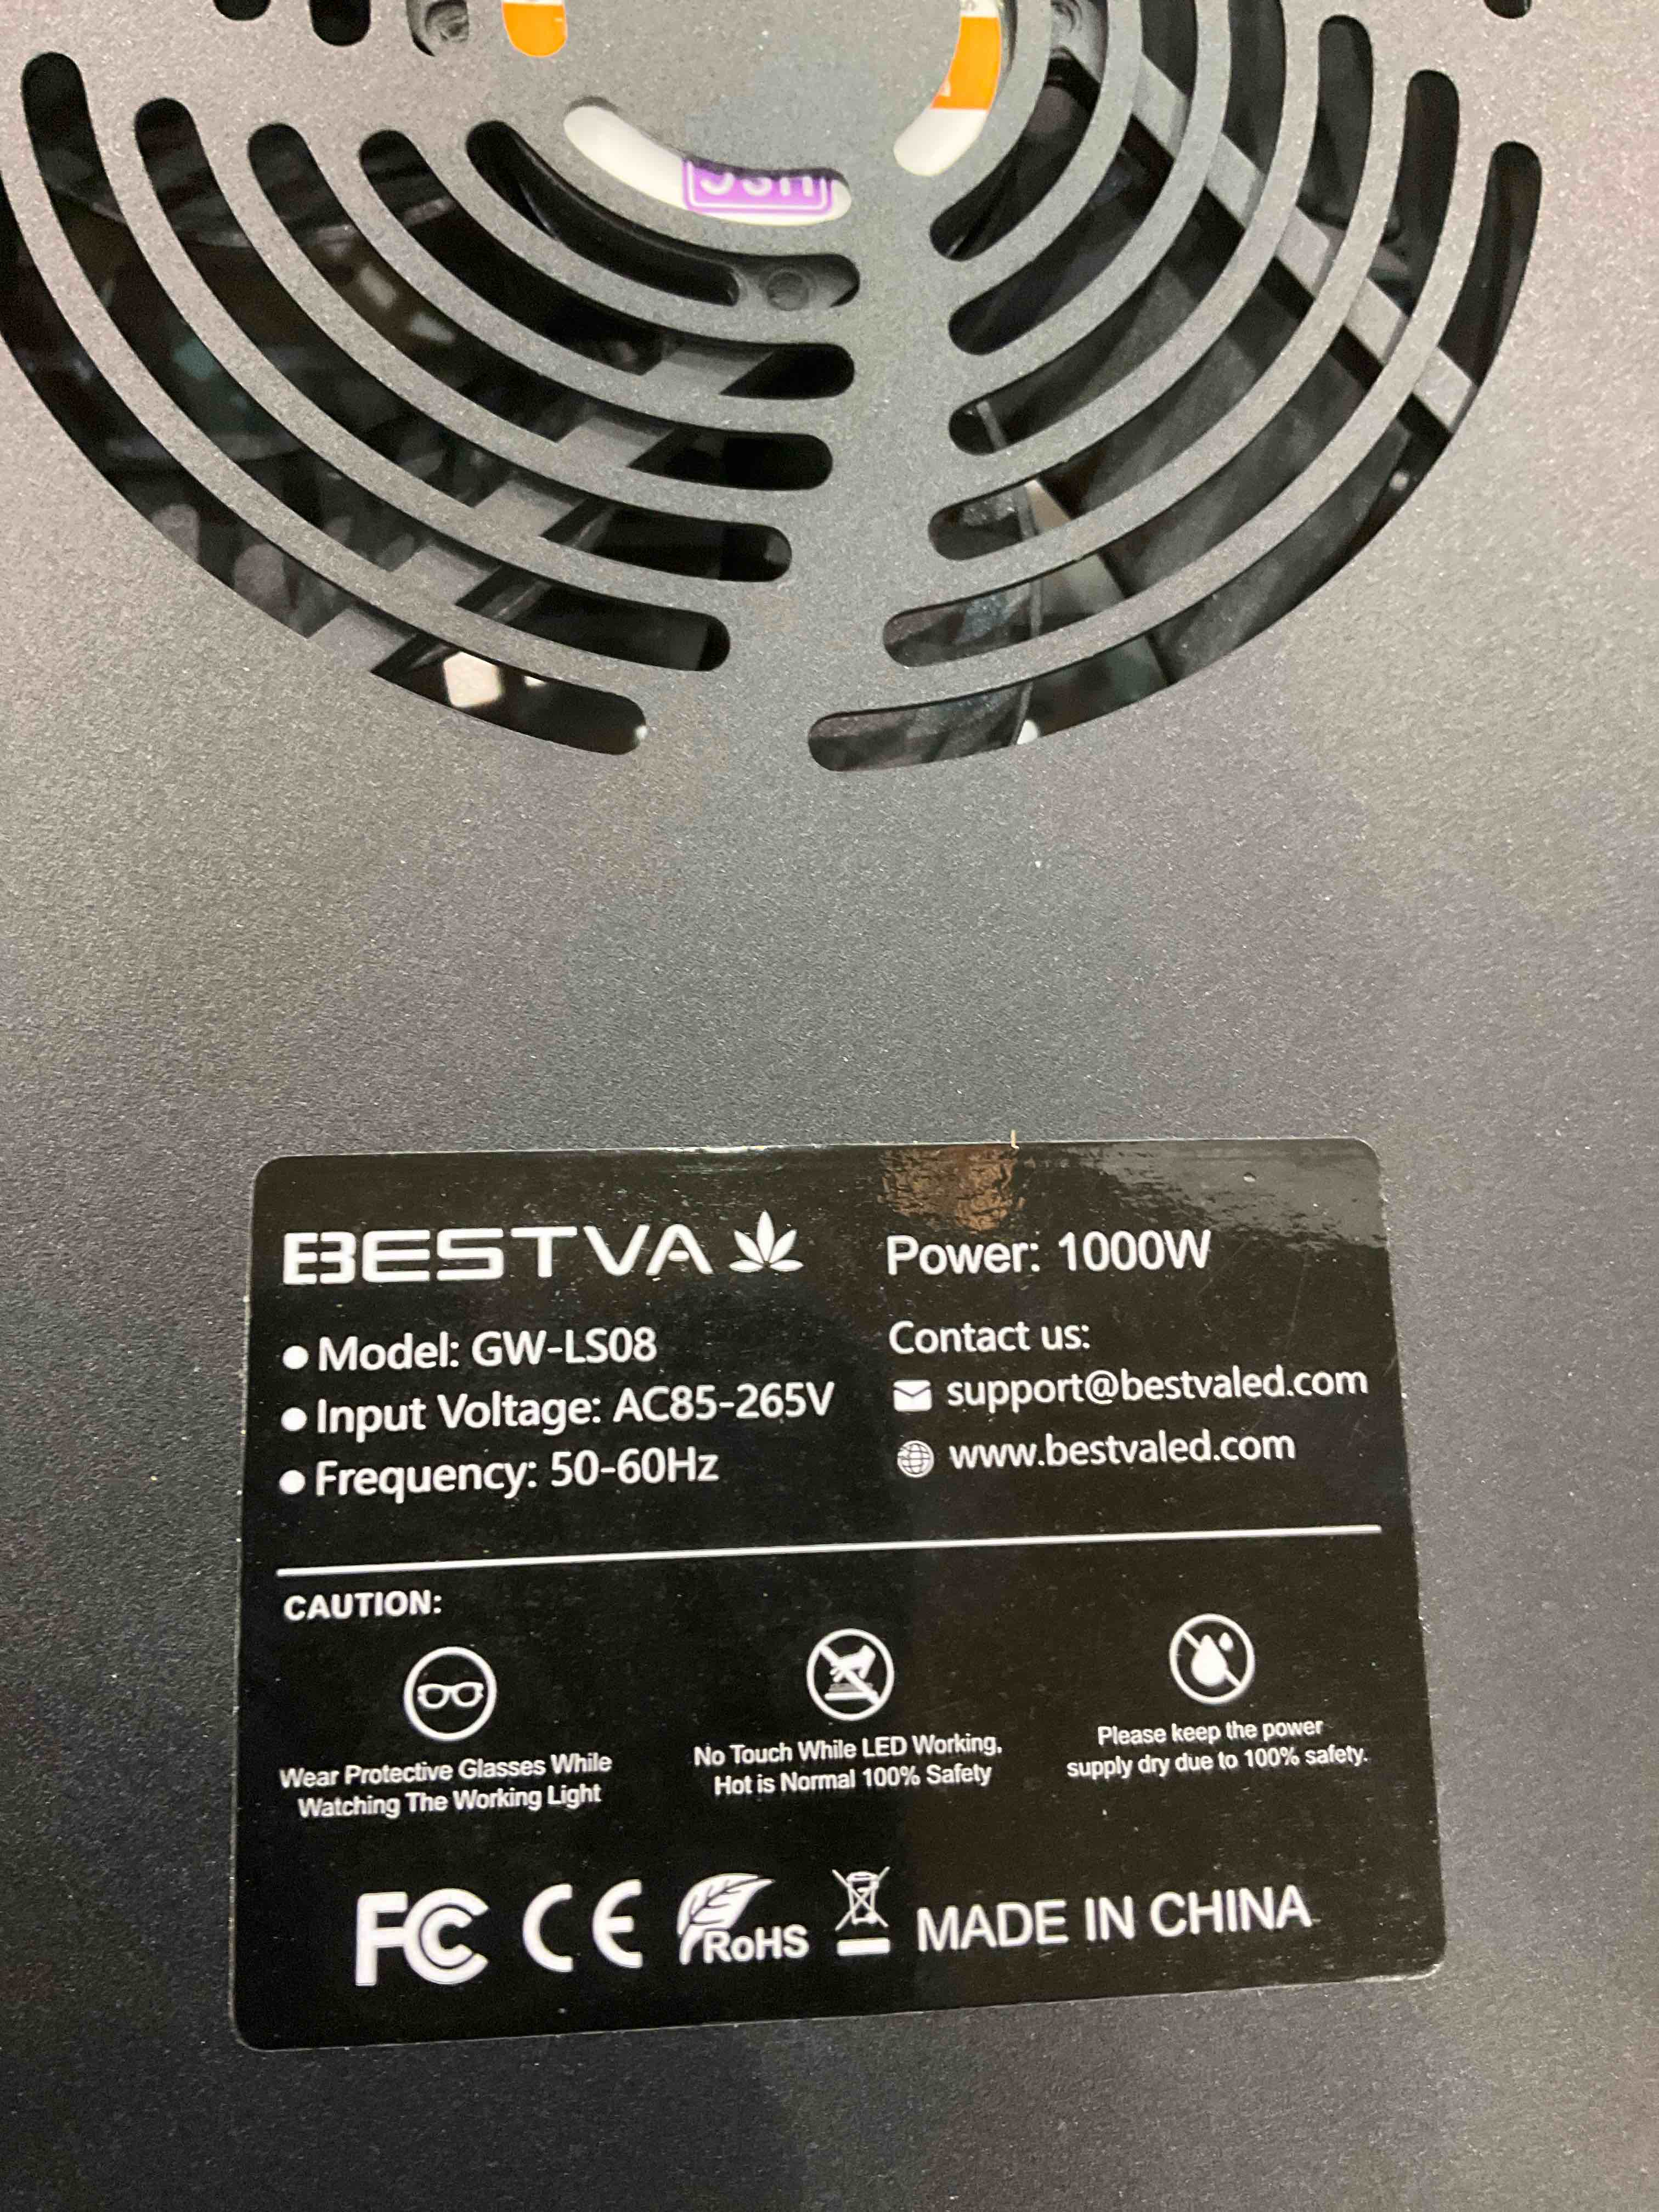 BESTVA
Power: 1000W
Model: GW-LS08
Input Voltage: AC85-265V
Frequency: 50-60Hz
Contact us:
support@bestvaled.com
www.bestvaled.com
CAUTION:
Wear Protective Glasses While
Watching The Working Light
No Touch While LED Working,
Hot is Normal 100% Safety
Please keep the power
supply dry due to 100% safety.
FC CE RoHS MADE IN CHINA